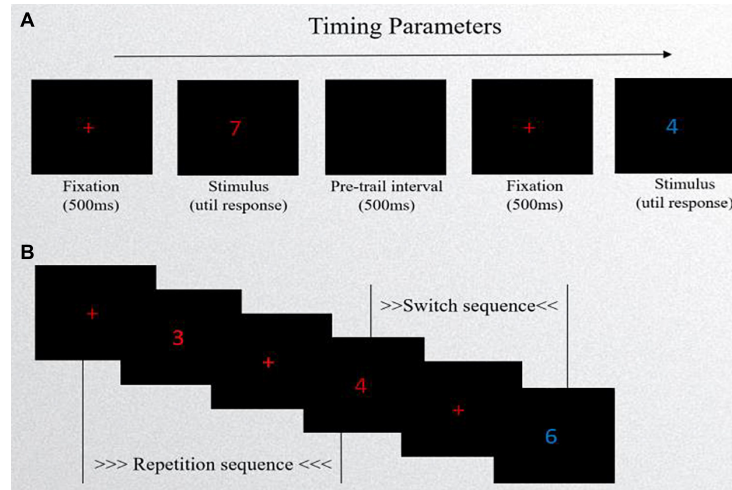 A
Timing Parameters
+
7
+
4
Fixation
(500ms)
Stimulus
(util response)
Pre-trail interval
(500ms)
Fixation
(500ms)
Stimulus
(util response)
B
+
3
+
4
+
6
>>Switch sequence<<
>>> Repetition sequence <<<